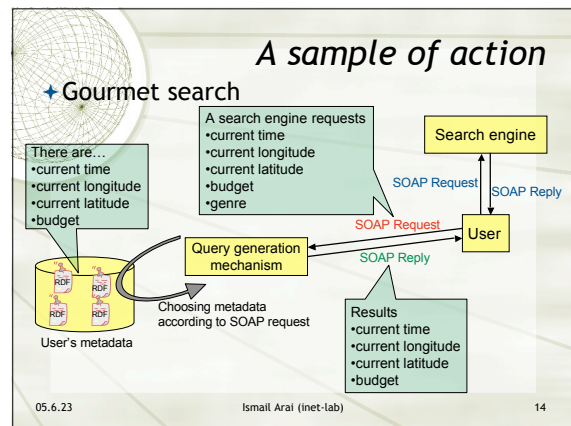 A sample of action
Gourmet search
There are…
•current time
•current longitude
•current latitude
•budget
A search engine requests
•current time
•current longitude
•current latitude
•budget
•genre
Search engine
SOAP Request
SOAP Reply
User
SOAP Request
SOAP Reply
Query generation
mechanism
RDF
RDF
RDF
RDF
User's metadata
Choosing metadata
according to SOAP request
Results
•current time
•current longitude
•current latitude
•budget
05.6.23
Ismail Arai (inet-lab)
14